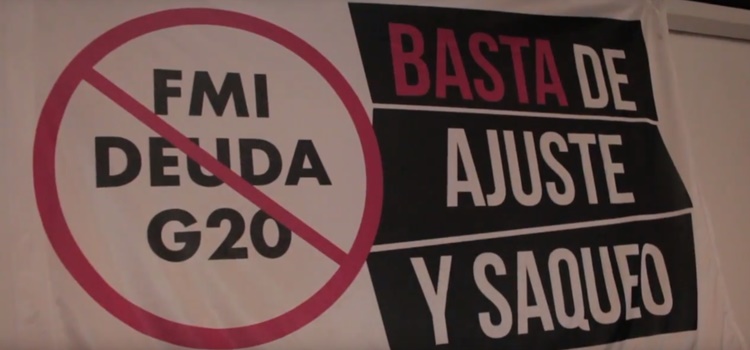 FMI
DEUDA
G20
BASTA DE
AJUSTE
Y SAQUEO